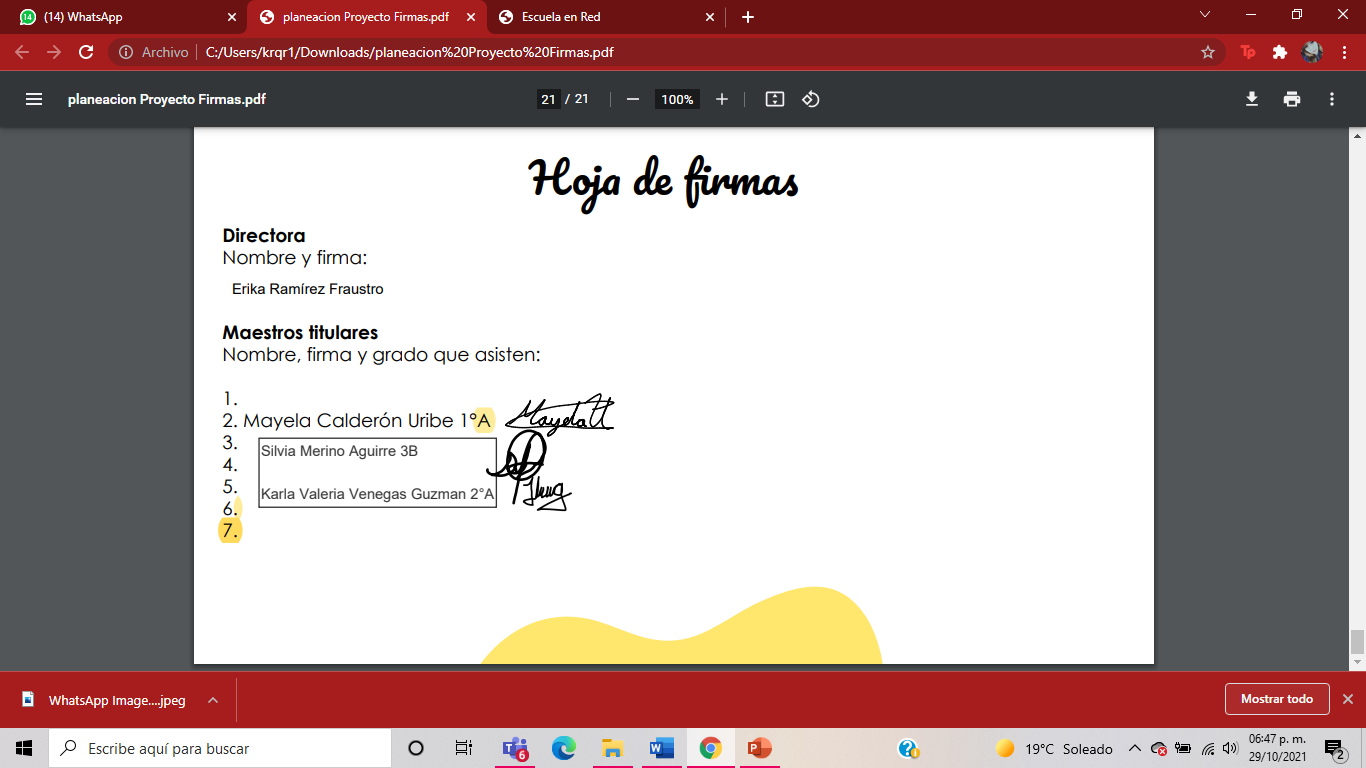 (14) WhatsApp
planeacion Proyecto Firmas.pdf
Escuela en Red
Archivo
C:/Users/krqr1/Downloads/planeacion%20Proyecto%20Firmas.pdf
Tp
planeacion Proyecto Firmas.pdf
21 / 21
100%
Hoja de firmas
Directora
Nombre y firma:
Erika Ramírez Fraustro
Maestros titulares
Nombre, firma y grado que asisten:
1.
2. Mayela Calderón Uribe 1°A
3.
Silvia Merino Aguirre 3B
4.
5.
Karla Valeria Venegas Guzman 2°A
6.
7.
WhatsApp Image....jpeg
Mostrar todo
Escribe aquí para buscar
6
19°C Soleado
06:47 p. m.
29/10/2021
2